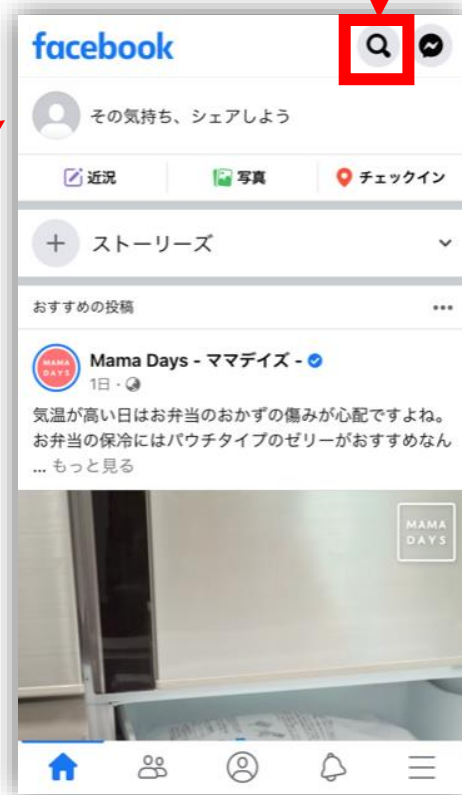 facebook
その気持ち、シェアしよう
近況 写真 チェックイン
ストーリーズ
おすすめの投稿
MAMA
DAYS
Mama Days - ママデイズ -
1日
気温が高い日はお弁当のおかずの傷みが心配ですよね。
お弁当の保冷にはパウチタイプのゼリーがおすすめなん
... もっと見る
MAMA
DAYS